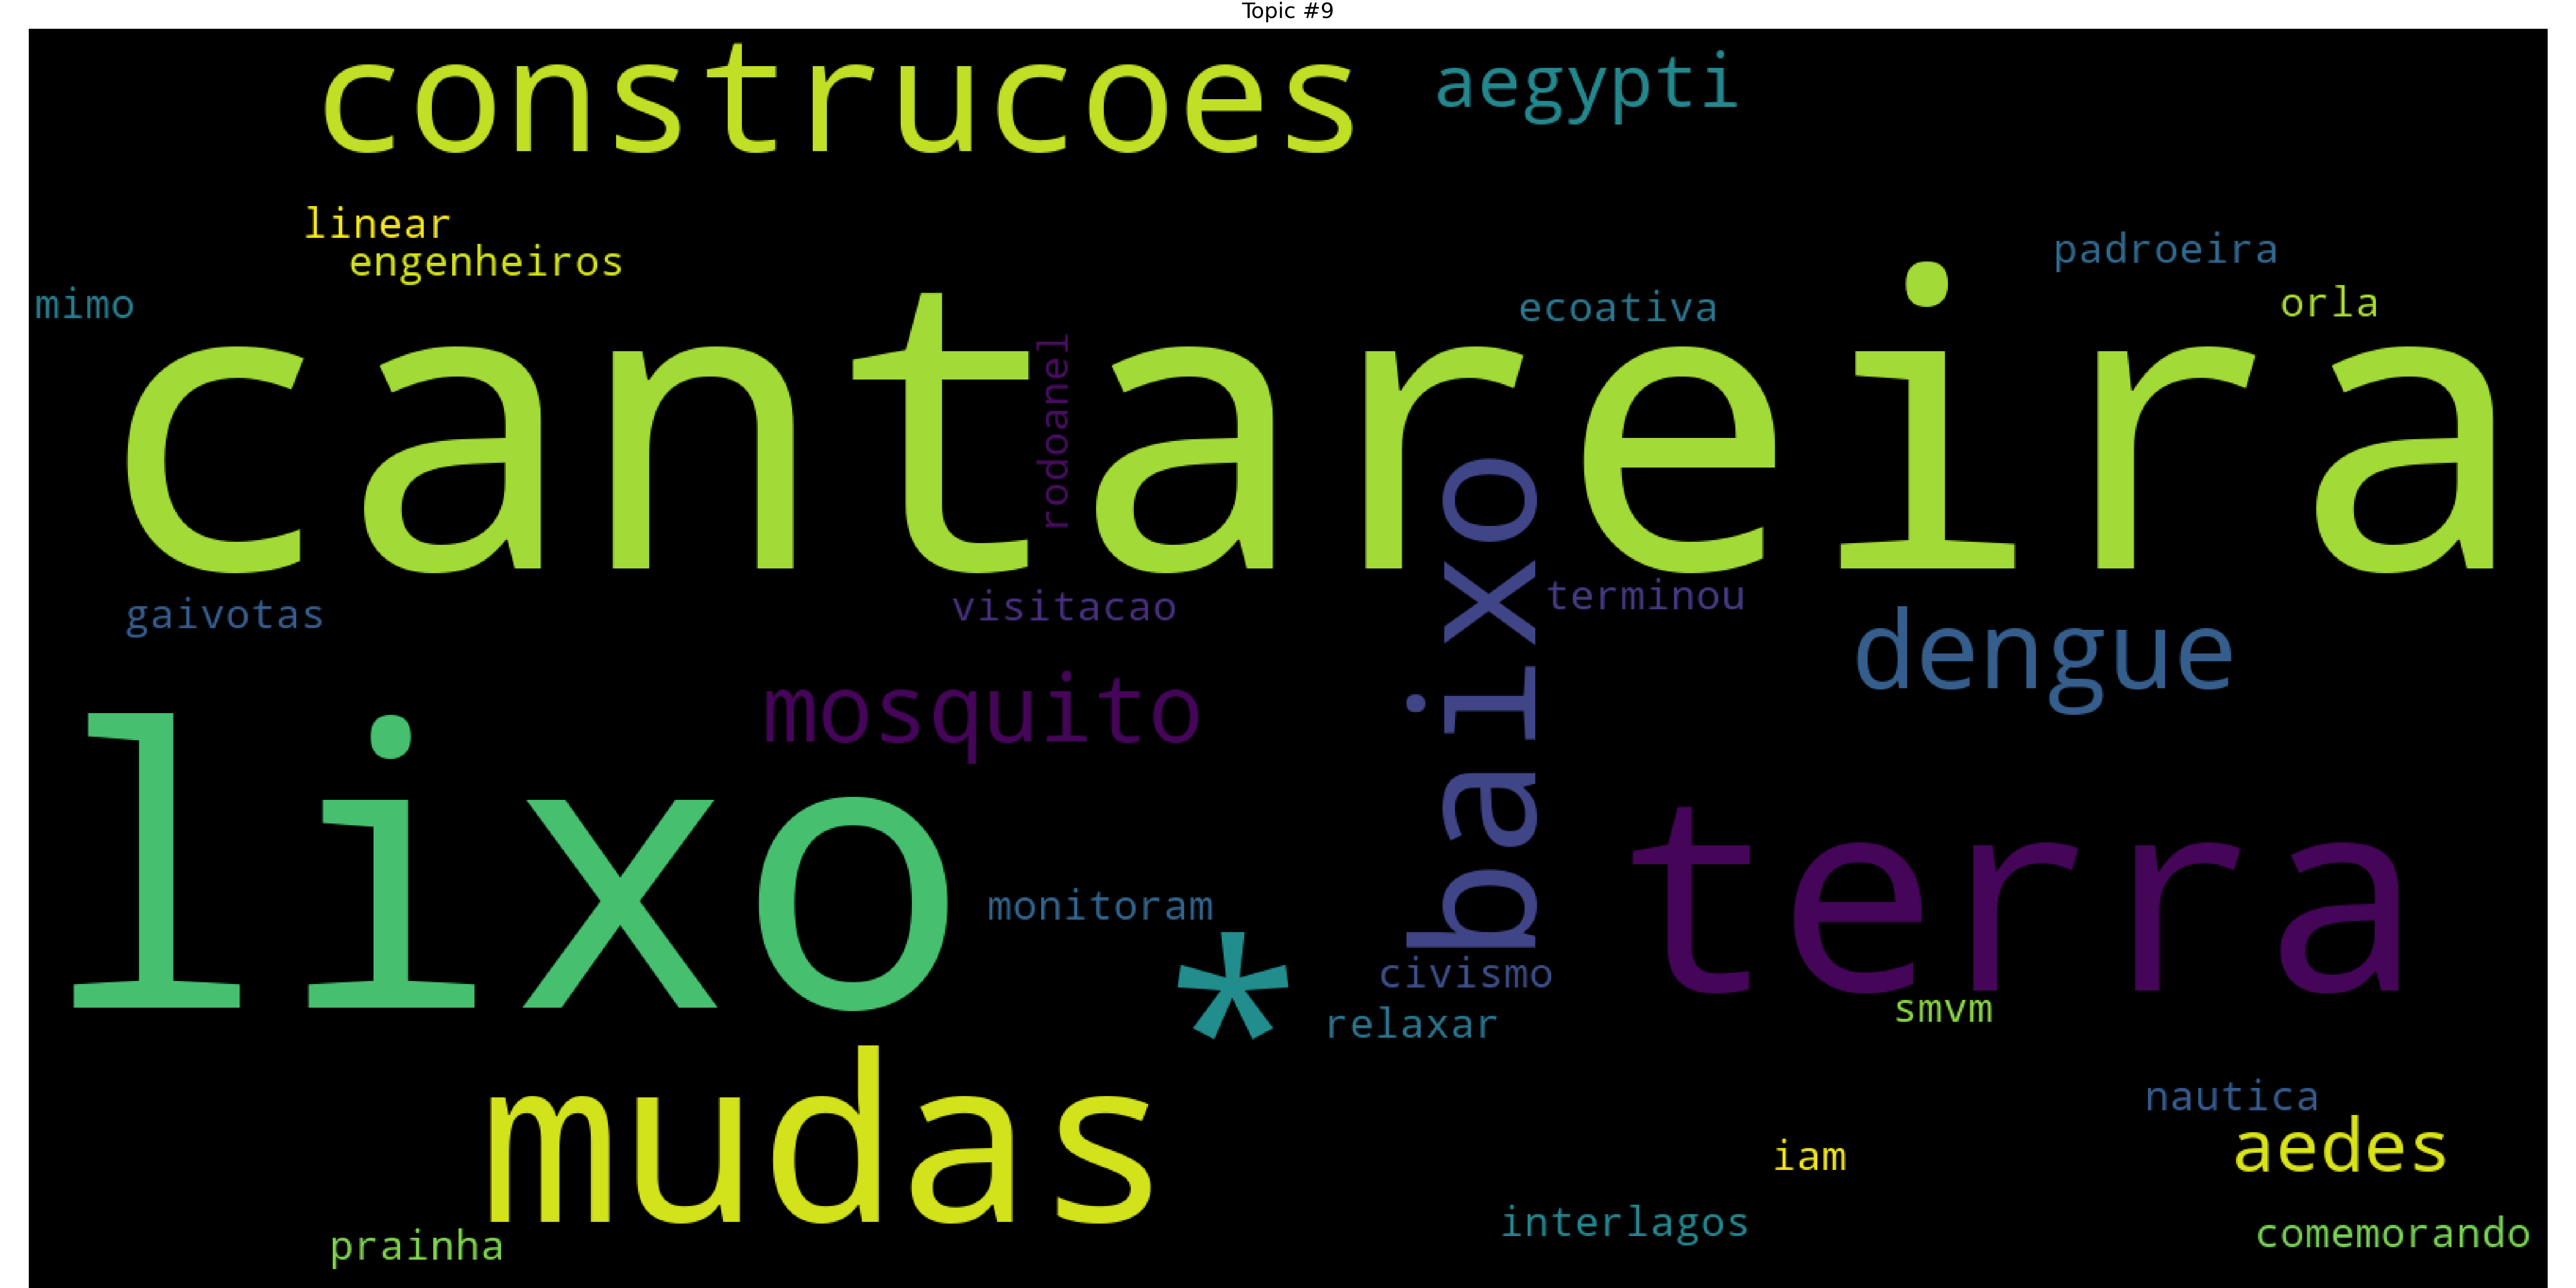 Topic #9
construcoes
aegypti
linear
engenheiros
padroeira
mimo
ecoativa
orla
cantareira
rodoanel
baixo
gaivotas
visitacao
terminou
dengue
mosquito
lixo
terra
monitoram
*
civismo
relaxar
smvm
mudas
nautica
aedes
iam
interlagos
prainha
comemorando